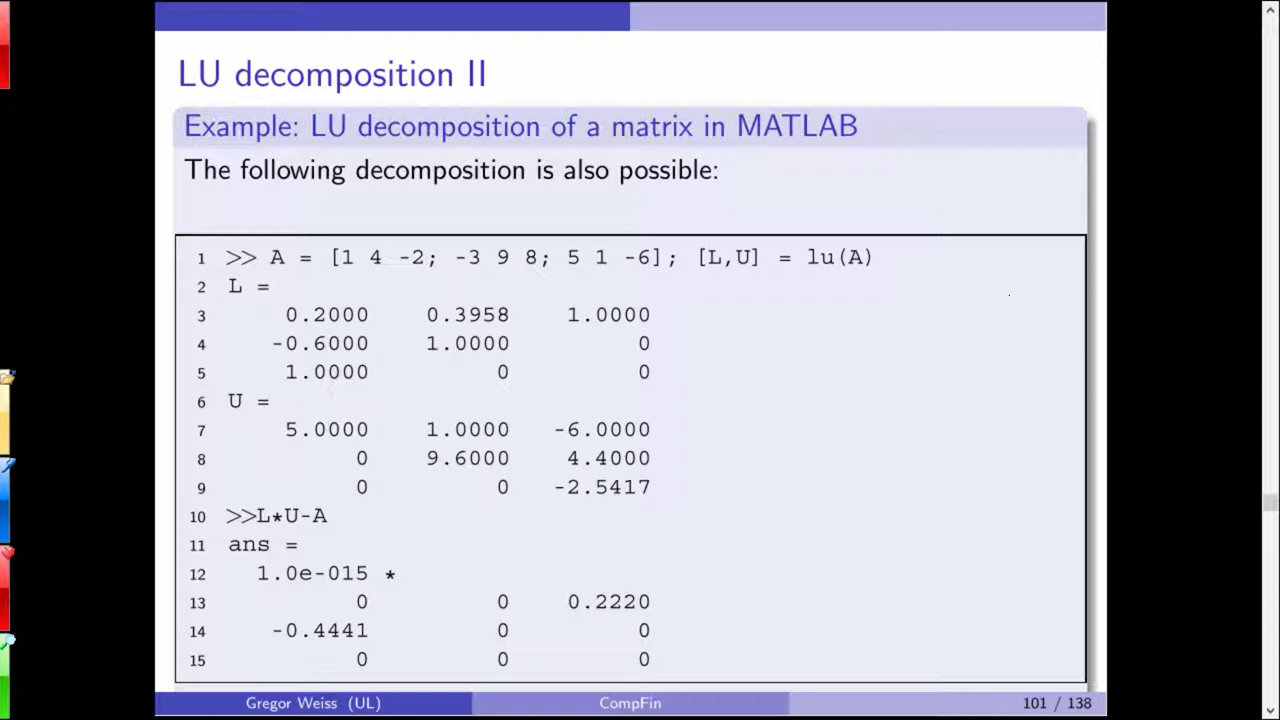 LU decomposition II
Example: LU decomposition of a matrix in MATLAB
The following decomposition is also possible:
1 >> A = [1 4 -2; -3 9 8; 5 1 -6]; [L,U] = lu(A)
2 L =
3 0.2000 0.3958 1.0000
4 -0.6000 1.0000 0
5 1.0000 0 0
6 U =
7 5.0000 1.0000 -6.0000
8 0 9.6000 4.4000
9 0 0 -2.5417
10 >>L*U-A
11 ans =
12 1.0e-015 *
13 0 0 0.2220
14 -0.4441 0 0
15 0 0 0
Gregor Weiss (UL) CompFin 101 / 138